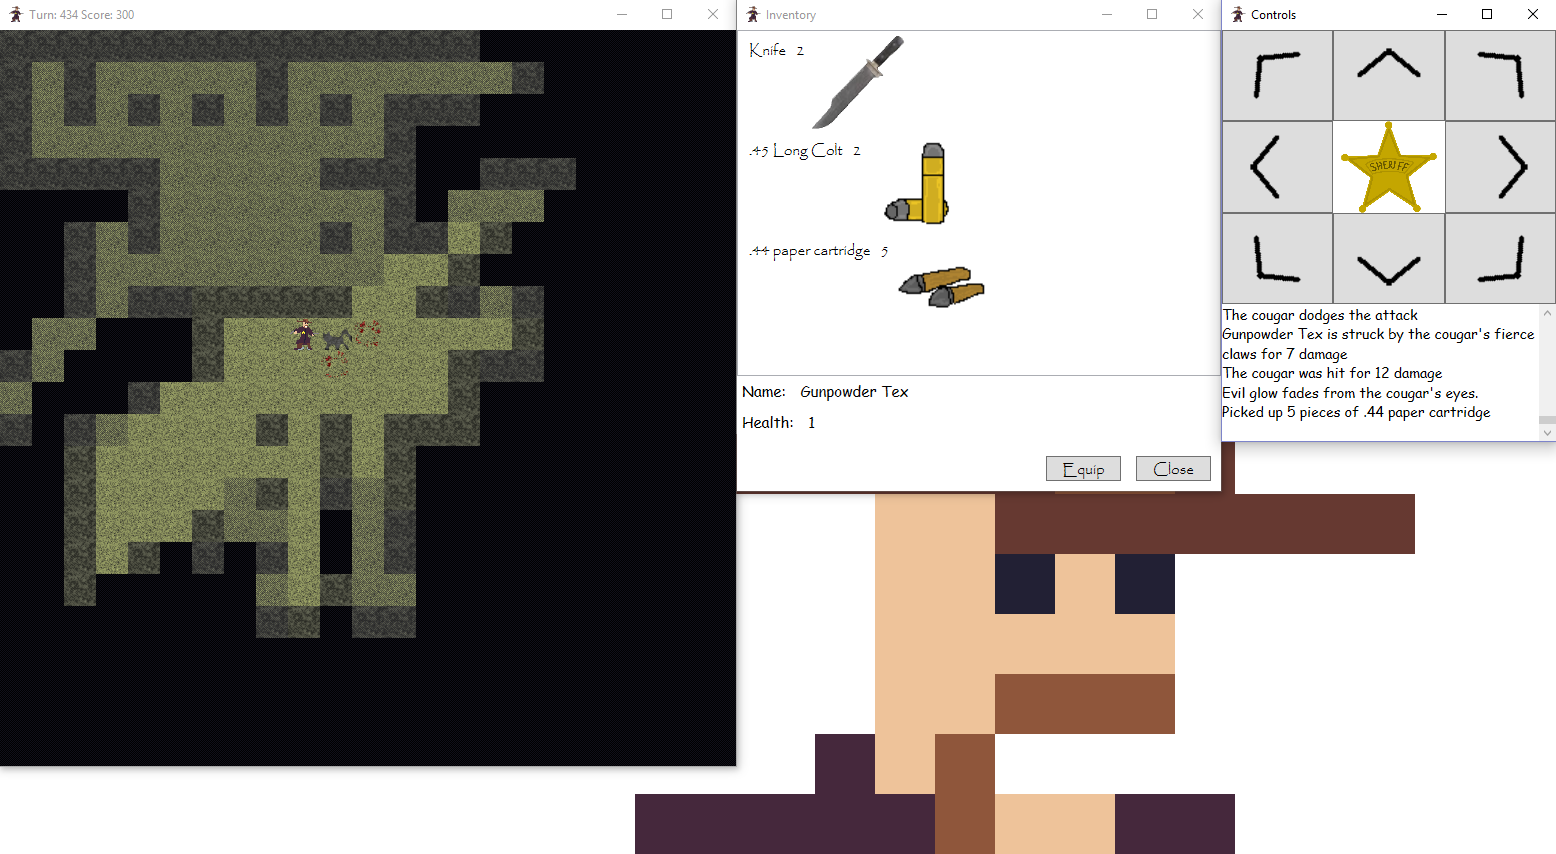 Turn: 434 Score: 300
Inventory
Controls
Knife 2
.45 Long Colt 2
.44 paper cartridge 5
Name: Gunpowder Tex
Health: 1
Equip
Close
SHERIFF
The cougar dodges the attack
Gunpowder Tex is struck by the cougar's fierce
claws for 7 damage
The cougar was hit for 12 damage
Evil glow fades from the cougar's eyes.
Picked up 5 pieces of .44 paper cartridge